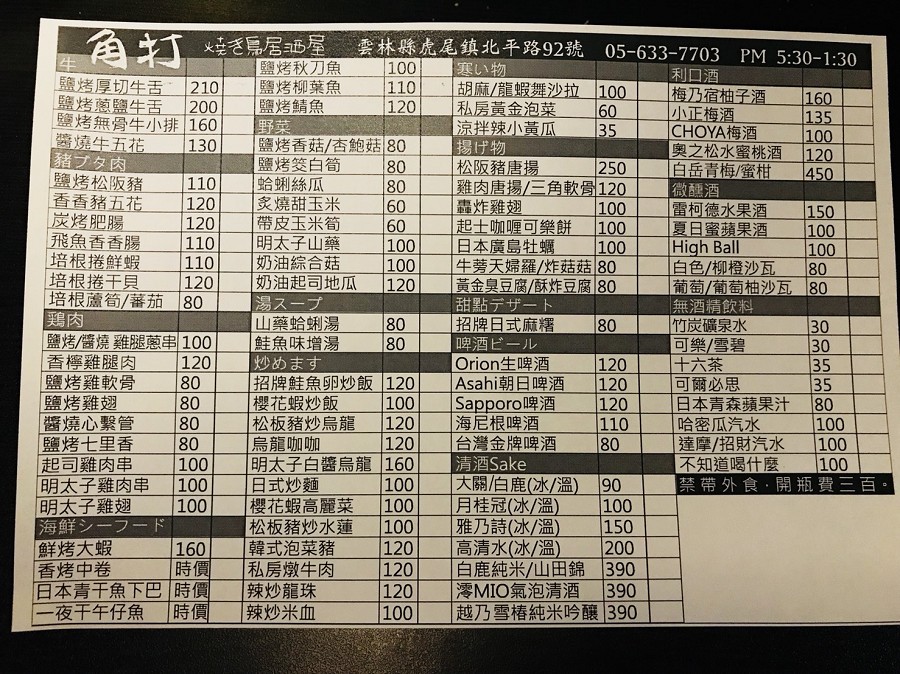 角打 燒き鳥居酒屋 雲林縣虎尾鎮北平路92號 05-633-7703 PM 5:30-1:30
牛
鹽烤厚切牛舌 210
鹽烤蔥鹽牛舌 200
鹽烤無骨牛小排 160
醬燒牛五花 130
豬ブタ肉
鹽烤松阪豬 110
香香豬五花 120
炭烤肥腸 120
飛魚香香腸 110
培根捲鮮蝦 110
培根捲干貝 120
培根蘆筍/蕃茄 80
鶏肉
鹽烤/醬燒 雞腿蔥串 100
香檸雞腿肉 120
鹽烤雞軟骨 80
鹽烤雞翅 80
醬燒心繫管 80
鹽烤七里香 80
起司雞肉串 100
明太子雞肉串 100
明太子雞翅 100
海鮮シーフード
鮮烤大蝦 160
香烤中卷 時價
日本青干魚下巴 時價
一夜干午仔魚 時價
鹽烤秋刀魚 100
鹽烤柳葉魚 110
鹽烤鯖魚 120
野菜
鹽烤香菇/杏鮑菇 80
鹽烤筊白筍 80
蛤蜊絲瓜 80
炙燒甜玉米 60
帶皮玉米筍 60
明太子山藥 100
奶油綜合菇 100
奶油起司地瓜 120
湯スープ
山藥蛤蜊湯 80
鮭魚味增湯 80
炒めます
招牌鮭魚卵炒飯 120
櫻花蝦炒飯 100
松板豬炒烏龍 120
烏龍咖咖 120
明太子白醬烏龍 160
日式炒麵 100
櫻花蝦高麗菜 100
松板豬炒水蓮 100
韓式泡菜豬 120
私房燉牛肉 120
辣炒龍珠 120
辣炒米血 100
寒い物
胡麻/龍蝦舞沙拉 100
私房黃金泡菜 60
涼拌辣小黃瓜 35
揚げ物
松阪豬唐揚 250
雞肉唐揚/三角軟骨 120
轟炸雞翅 100
起士咖喱可樂餅 100
日本廣島牡蠣 100
牛蒡天婦羅/炸菇菇 80
黃金臭豆腐/酥炸豆腐 80
甜點デザート
招牌日式麻糬 80
啤酒ビール
Orion生啤酒 120
Asahi朝日啤酒 120
Sapporo啤酒 120
海尼根啤酒 110
台灣金牌啤酒 80
清酒Sake
大關/白鹿(冰/溫) 90
月桂冠(冰/溫) 100
雅乃詩(冰/溫) 150
高清水(冰/溫) 200
白鹿純米/山田錦 390
澪MIO氣泡清酒 390
越乃雪椿純米吟釀 390
利口酒
梅乃宿柚子酒 160
小正梅酒 135
CHOYA梅酒 100
奧之松水蜜桃酒 120
白岳青梅/蜜柑 450
微醺酒
雷柯德水果酒 150
夏日蜜蘋果酒 100
High Ball 100
白色/柳橙沙瓦 80
葡萄/葡萄柚沙瓦 80
無酒精飲料
竹炭礦泉水 30
可樂/雪碧 30
十六茶 35
可爾必思 35
日本青森蘋果汁 80
哈密瓜汽水 100
達摩/招財汽水 100
不知道喝什麼 100
禁帶外食·開瓶費三百。